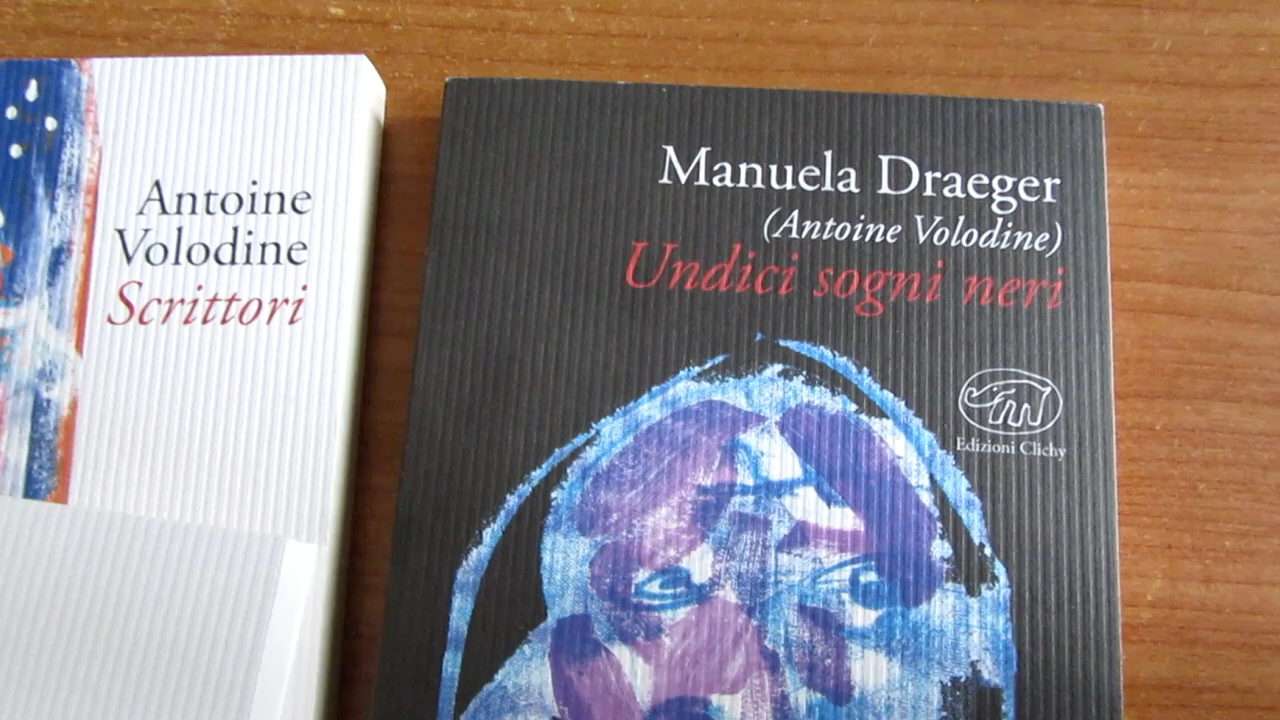 Antoine
Volodine
Scrittori
Manuela Draeger
(Antoine Volodine)
Undici sogni neri
Edizioni Clichy